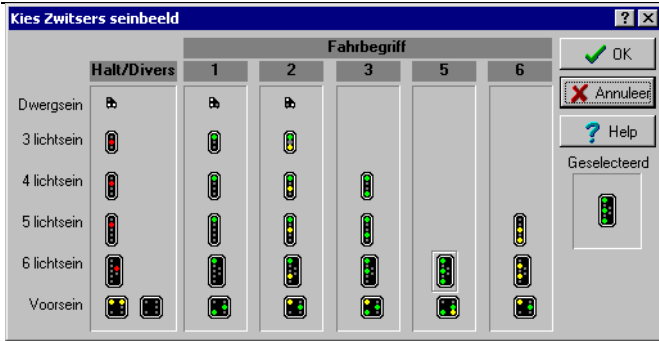 Kies Zwitsers seinbeeld
Fahrbegriff
Halt/Divers 1 2 3 5 6
Dwergsein
3 lichtsein
4 lichtsein
5 lichtsein
6 lichtsein
Voorsein
OK
Annuleer
Help
Geselecteerd